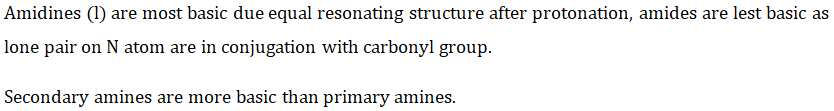 Amidines (l) are most basic due equal resonating structure after protonation, amides are lest basic as
lone pair on N atom are in conjugation with carbonyl group.
Secondary amines are more basic than primary amines.